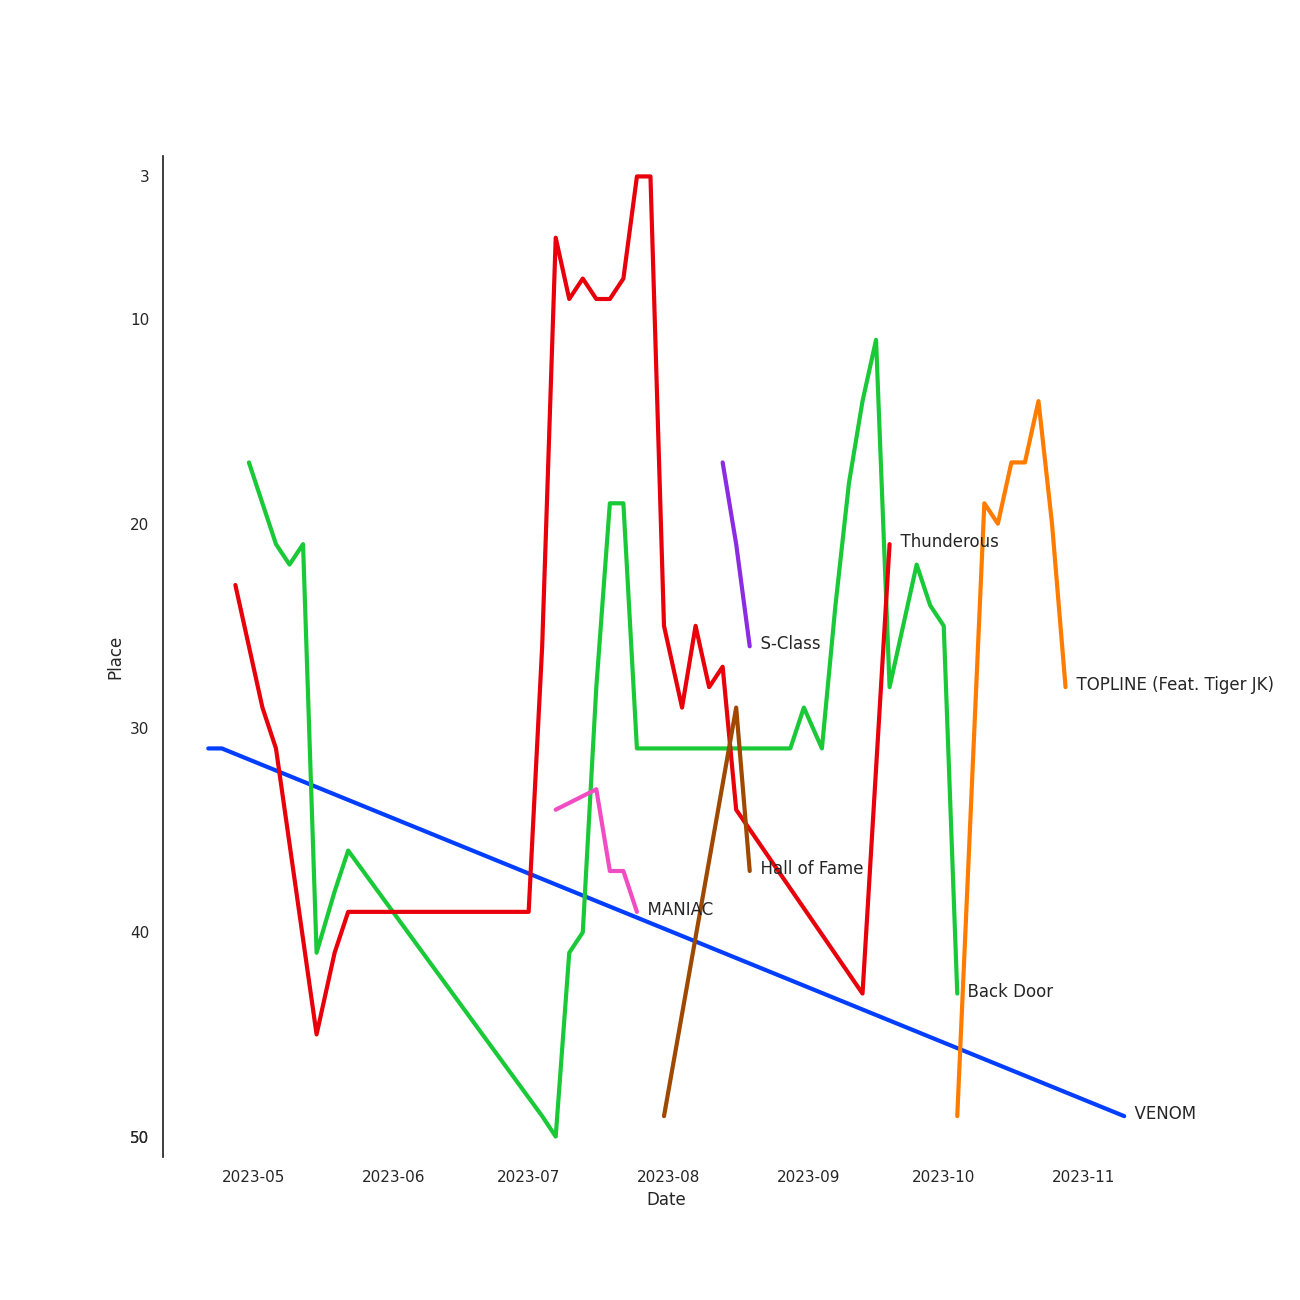 3
10
20
30
40
50
Place
Thunderous
S-Class
TOPLINE (Feat. Tiger JK)
Hall of Fame
MANIAC
Back Door
VENOM
2023-05 2023-06 2023-07 2023-08 2023-09 2023-10 2023-11
Date